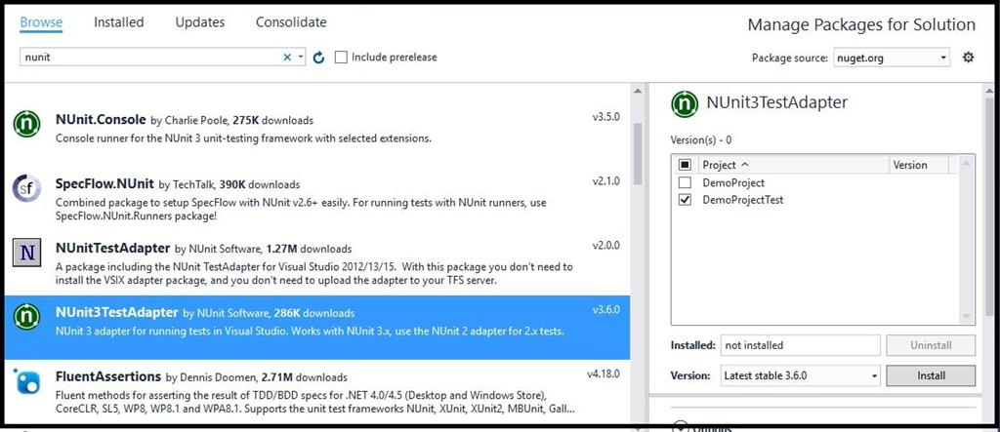 Browse Installed Updates Consolidate
Manage Packages for Solution
nunit
Include prerelease
Package source: nuget.org
NUnit.Console by Charlie Poole, 275K downloads v3.5.0
Console runner for the NUnit 3 unit-testing framework with selected extensions.
SpecFlow.NUnit by TechTalk, 390K downloads v2.1.0
Combined package to setup SpecFlow with NUnit v2.6+ easily. For running tests with NUnit runners, use
SpecFlow.NUnit.Runners package!
NUnitTestAdapter by NUnit Software, 1.27M downloads v2.0.0
A package including the NUnit TestAdapter for Visual Studio 2012/13/15. With this package you don't need to
install the VSIX adapter package, and you don't need to upload the adapter to your TFS server.
NUnit3TestAdapter by NUnit Software, 286K downloads v3.6.0
NUnit 3 adapter for running tests in Visual Studio. Works with NUnit 3.x, use the NUnit 2 adapter for 2.x tests.
FluentAssertions by Dennis Doomen, 2.71M downloads v4.18.0
Fluent methods for asserting the result of TDD/BDD specs for .NET 4.0/4.5 (Desktop and Windows Store),
CoreCLR, SL5, WP8, WP8.1 and WPA8.1. Supports the unit test frameworks NUnit, XUnit, XUnit2, MBUnit, Gall...
NUnit3TestAdapter
Version(s) - 0
Project Version
DemoProject
DemoProjectTest
Installed: not installed Uninstall
Version: Latest stable 3.6.0 Install
Options